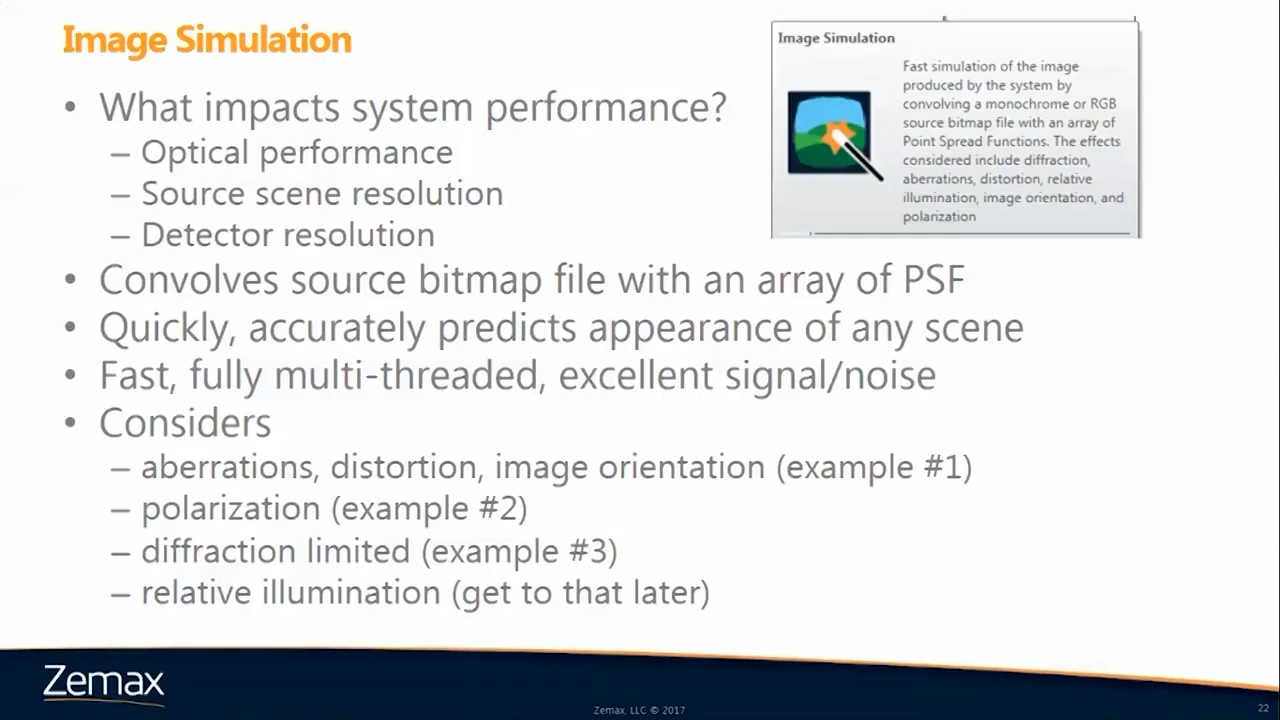 Image Simulation
• What impacts system performance?
– Optical performance
– Source scene resolution
– Detector resolution
• Convolves source bitmap file with an array of PSF
• Quickly, accurately predicts appearance of any scene
• Fast, fully multi-threaded, excellent signal/noise
• Considers
– aberrations, distortion, image orientation (example #1)
– polarization (example #2)
– diffraction limited (example #3)
– relative illumination (get to that later)
Image Simulation
Fast simulation of the image
produced by the system by
convolving a monochrome or RGB
source bitmap file with an array of
Point Spread Functions. The effects
considered include diffraction,
aberrations, distortion, relative
illumination, image orientation, and
polarization
Zemax
Zemax, LLC © 2017
22